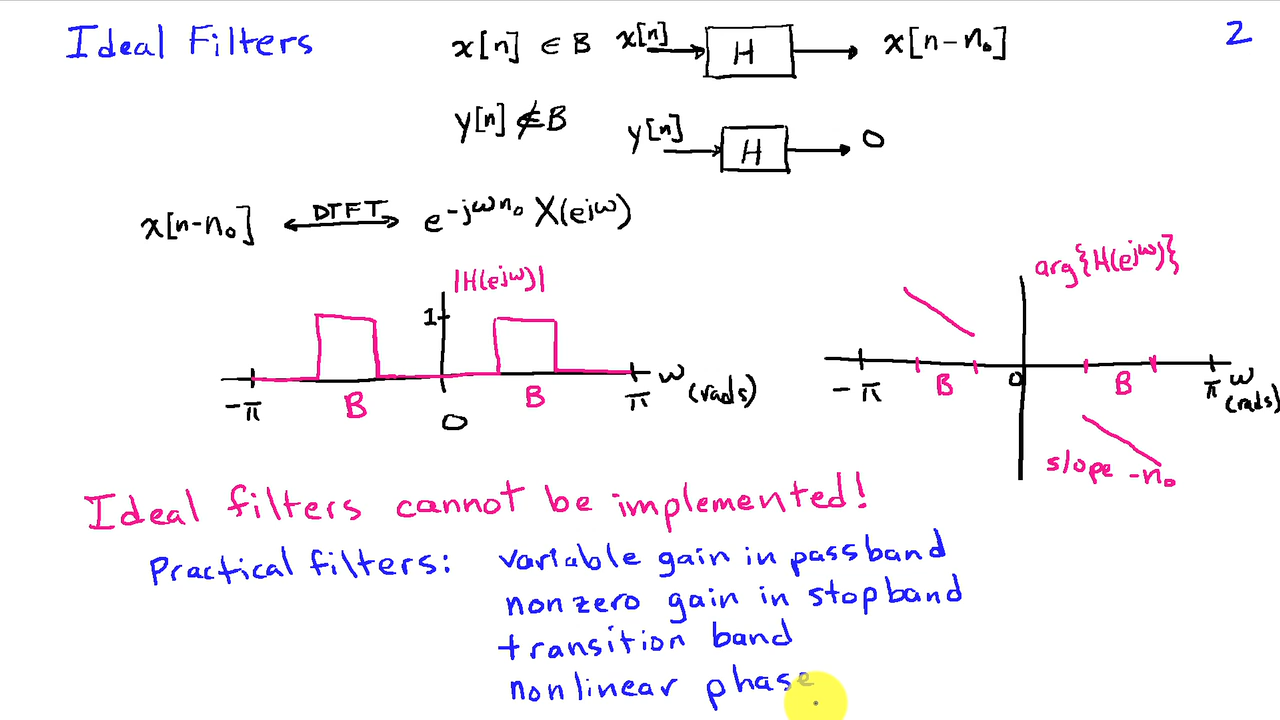 Ideal Filters x[n] ∈ B x[n] H x[n-n₀] 2
y[n] ∉ B y[n] H 0
x[n-n₀] DTFT e^{-jωn₀} X(e^{jω})
|H(e^{jω})| arg{H(e^{jω})}
1
-π B 0 B π ω (rads)
-π B 0 B π ω (rads)
slope -n₀
Ideal filters cannot be implemented!
Practical filters: variable gain in passband
nonzero gain in stopband
transition band
nonlinear phase